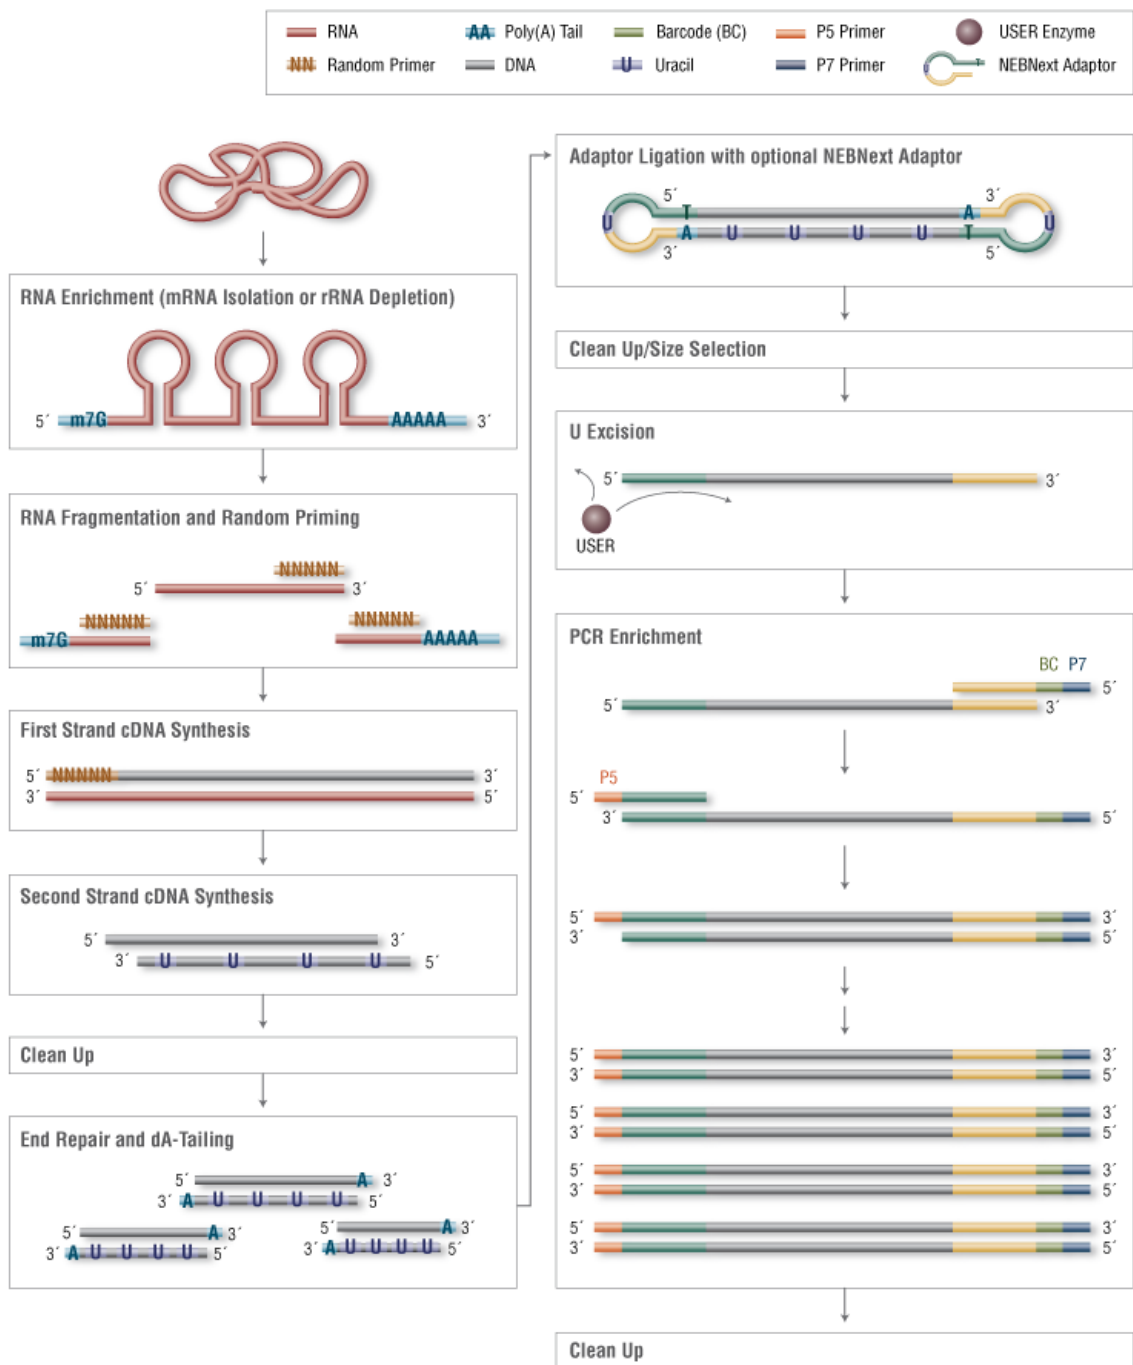 RNA
AA Poly(A) Tail
Barcode (BC)
P5 Primer
USER Enzyme
NN Random Primer
DNA
U Uracil
P7 Primer
U T NEBNext Adaptor
RNA Enrichment (mRNA Isolation or rRNA Depletion)
5´ m7G AAAAA 3´
RNA Fragmentation and Random Priming
NNNNN
5´ 3´
NNNNN NNNNN
m7G AAAAA
First Strand cDNA Synthesis
5´ NNNNN 3´
3´ 5´
Second Strand cDNA Synthesis
5´ 3´
3´ U U U U 5´
Clean Up
End Repair and dA-Tailing
5´ A 3´
3´ A U U U U 5´
5´ A 3´
3´ A U U U U 5´
5´ A 3´
3´ A U U U U 5´
Adaptor Ligation with optional NEBNext Adaptor
5´ 3´
T A
U U
A U U U U T
3´ 5´
Clean Up/Size Selection
U Excision
5´ 3´
USER
PCR Enrichment
BC P7
5´
5´ 3´
P5
5´
3´ 5´
5´ 3´
3´ 5´
5´ 3´
3´ 5´
5´ 3´
3´ 5´
5´ 3´
3´ 5´
5´ 3´
3´ 5´
Clean Up